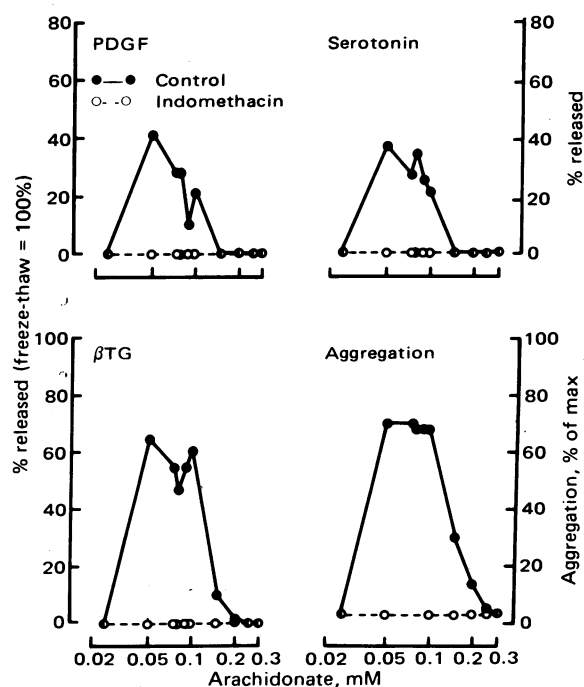 PDGF
Control
Indomethacin
80
60
40
20
0
Serotonin
80
60
40
20
0
% released
% released (freeze-thaw = 100%)
βTG
100
80
60
40
20
0
0.02 0.05 0.1 0.2 0.3
Aggregation
100
80
60
40
20
0
Aggregation, % of max
0.02 0.05 0.1 0.2 0.3
Arachidonate, mM